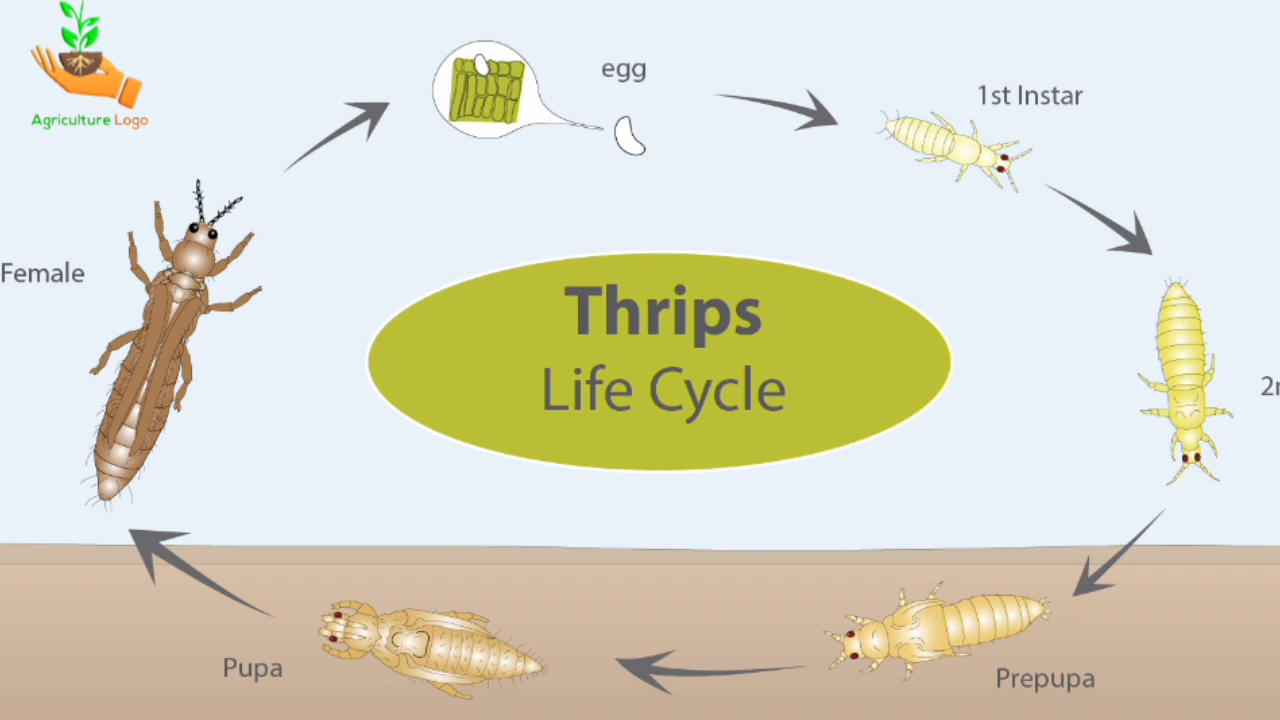 Agriculture Logo
egg
1st Instar
Female
Thrips
Life Cycle
Pupa
Prepupa